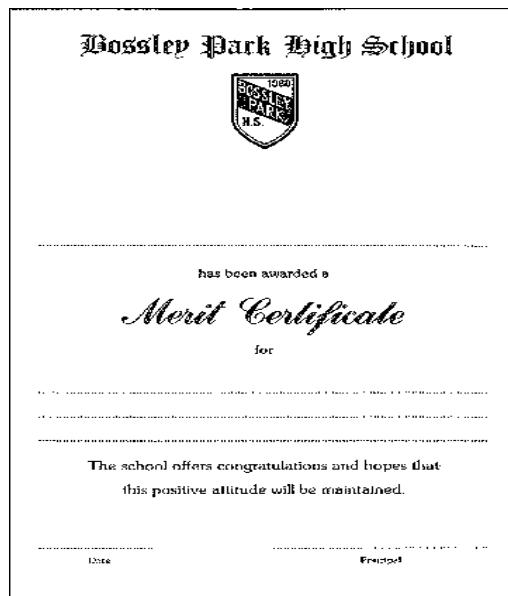 Bossley Park High School
1980
BOSSLEY
PARK
H.S.
has been awarded a
Merit Certificate
for
The school offers congratulations and hopes that
this positive attitude will be maintained.
Date Principal